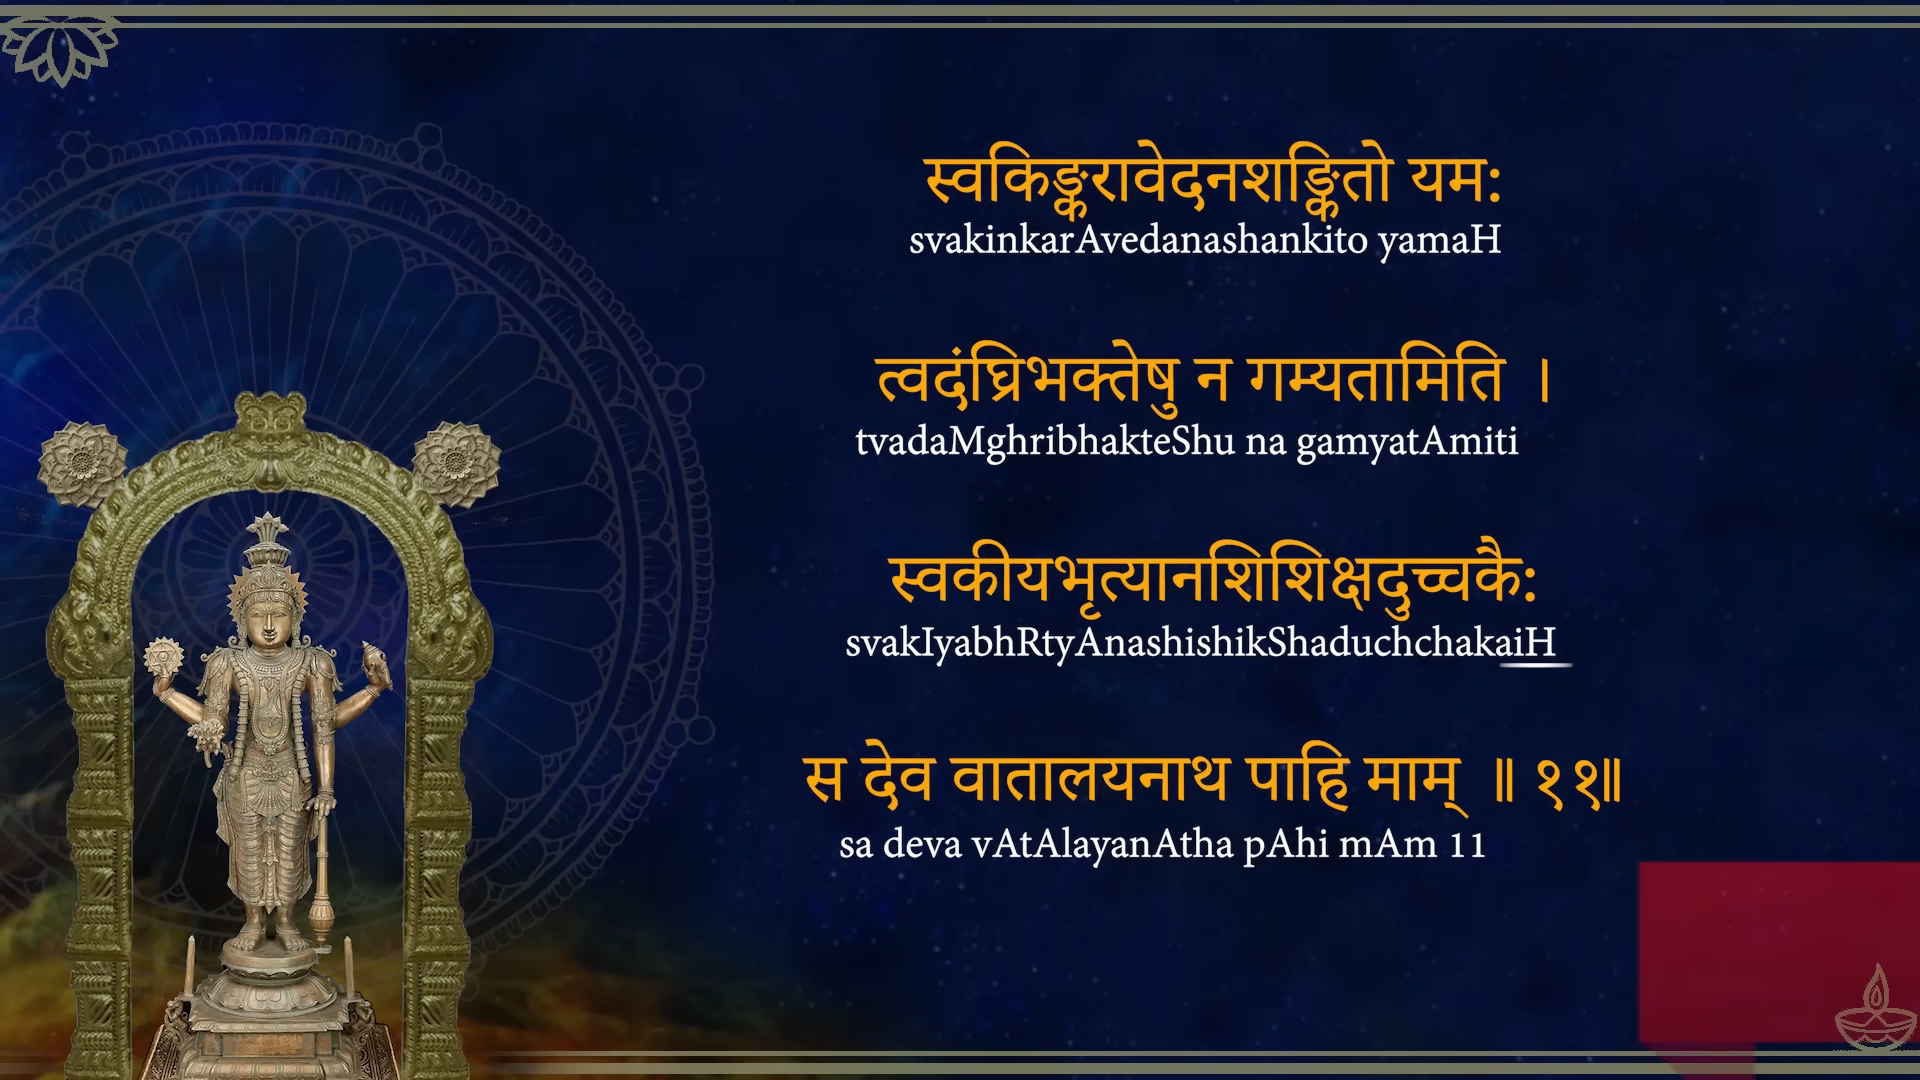 स्वकिङ्करावेदनशङ्कितो यम:
svakinkarAvedanashankito yamaH
त्वदंघ्रिभक्तेषु न गम्यतामिति ।
tvadaMghribhakteShu na gamyatAmiti
स्वकीयभृत्यानशिशिक्षदुच्चकै:
svakIyabhRtyAnashishikShaduchchakaiH
स देव वातालयनाथ पाहि माम् ॥ ११॥
sa deva vAtAlayanAtha pAhi mAm 11